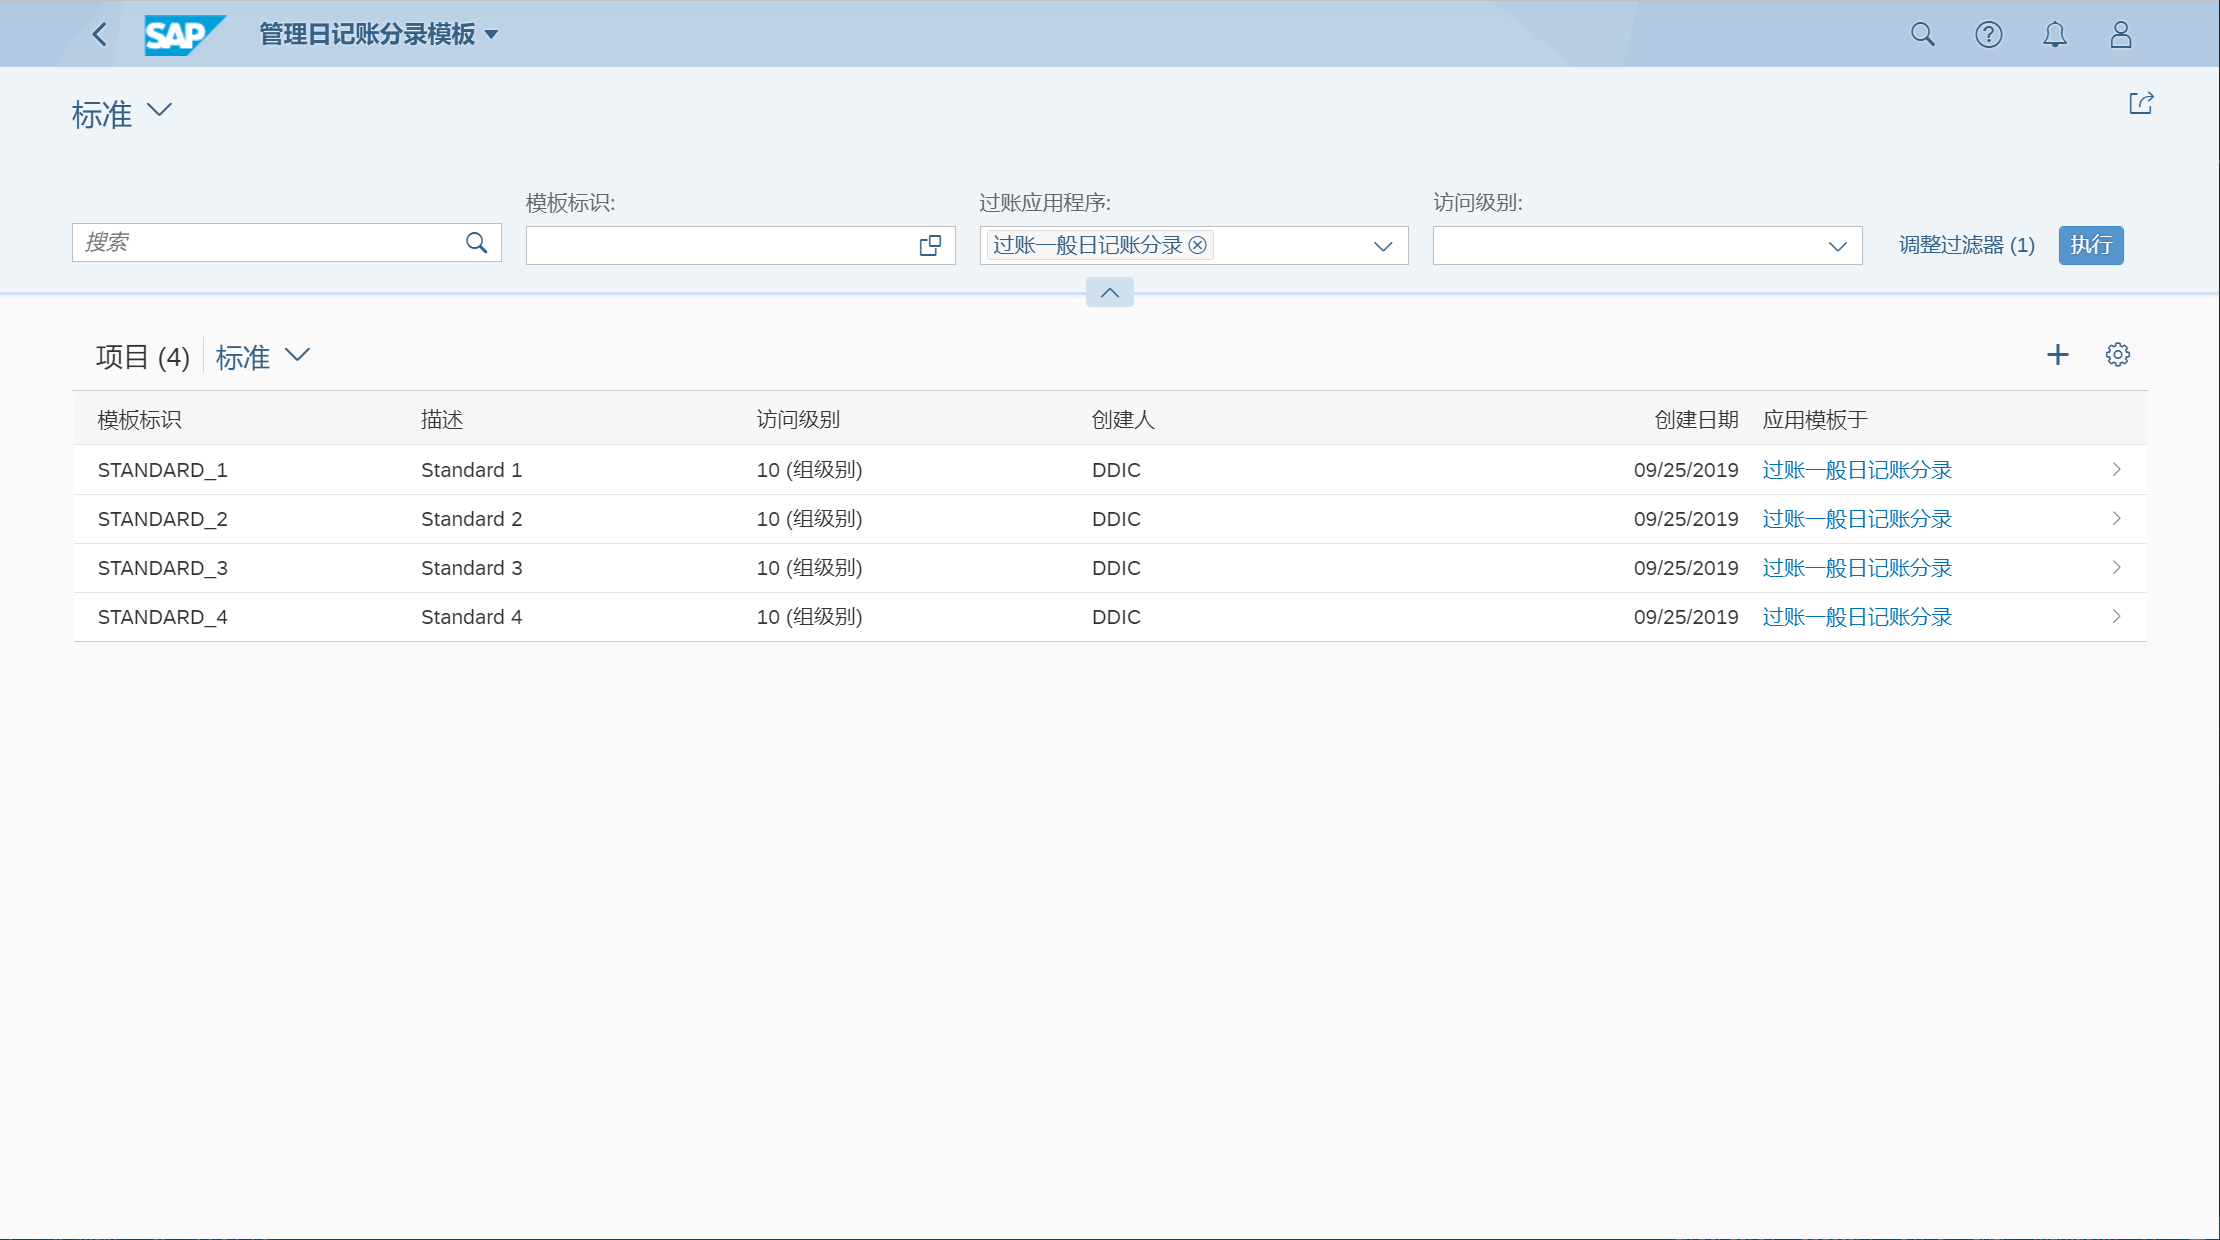 SAP 管理日记账分录模板
标准
模板标识: 过账应用程序: 访问级别:
搜索 过账一般日记账分录 调整过滤器 (1) 执行
项目 (4) 标准
模板标识 描述 访问级别 创建人 创建日期 应用模板于
STANDARD_1 Standard 1 10 (组级别) DDIC 09/25/2019 过账一般日记账分录
STANDARD_2 Standard 2 10 (组级别) DDIC 09/25/2019 过账一般日记账分录
STANDARD_3 Standard 3 10 (组级别) DDIC 09/25/2019 过账一般日记账分录
STANDARD_4 Standard 4 10 (组级别) DDIC 09/25/2019 过账一般日记账分录